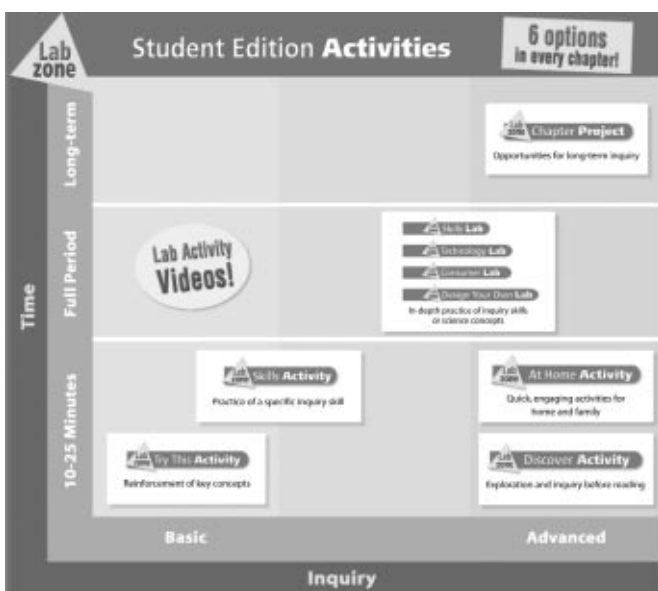 Lab
zone
Student Edition Activities
6 options
in every chapter!
Time
Long-term
Lab zone Chapter Project
Opportunities for long-term inquiry
Full Period
Lab Activity
Videos!
Skills Lab
Technology Lab
Consumer Lab
Design Your Own Lab
In-depth practice of inquiry skills
or science concepts
10-25 Minutes
Lab zone Skills Activity
Practice of a specific inquiry skill
Lab zone At Home Activity
Quick, engaging activities for
home and family
Lab zone Try This Activity
Reinforcement of key concepts
Lab zone Discover Activity
Exploration and inquiry before reading
Basic
Advanced
Inquiry